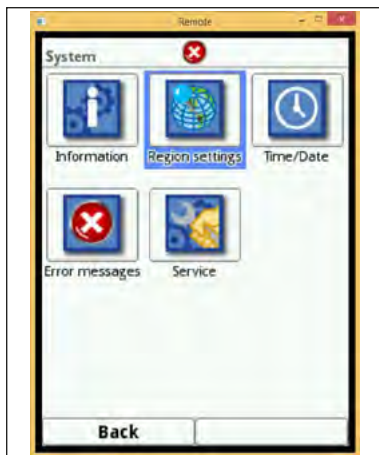 Remote
System
Information
Region settings
Time/Date
Error messages
Service
Back